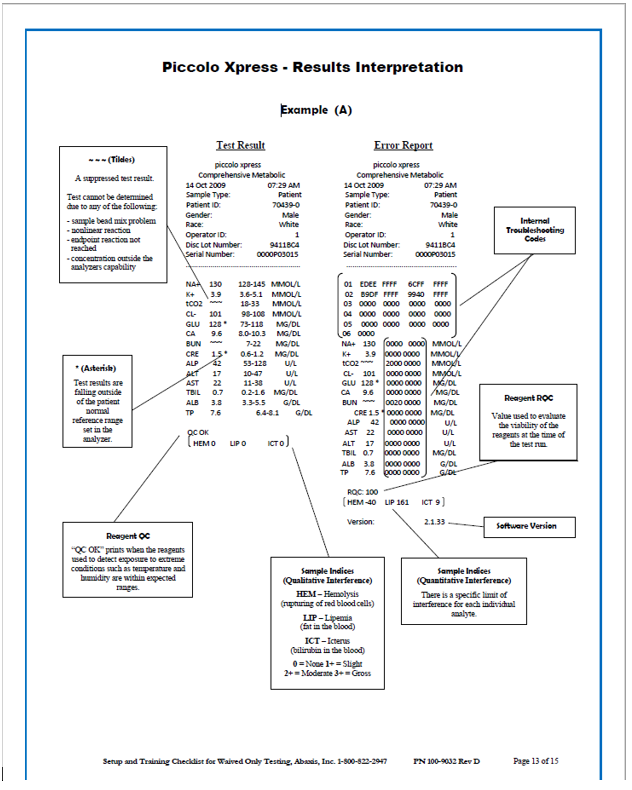 Piccolo Xpress - Results Interpretation
Example (A)
~ ~ ~ (Tildes)
A suppressed test result.
Test cannot be determined
due to any of the following:
- sample bead mix problem
- nonlinear reaction
- endpoint reaction not
reached
- concentration outside the
analyzers capability
* (Asterisk)
Test results are
falling outside
of the patient
normal
reference range
set in the
analyzer.
Reagent QC
“QC OK” prints when the reagents
used to detect exposure to extreme
conditions such as temperature and
humidity are within expected
ranges.
Test Result
piccolo xpress
Comprehensive Metabolic
14 Oct 2009 07:29 AM
Sample Type: Patient
Patient ID: 70439-0
Gender: Male
Race: White
Operator ID: 1
Disc Lot Number: 9411BC4
Serial Number: 0000P03015
NA+ 130 128-145 MMOL/L
K+ 3.9 3.6-5.1 MMOL/L
tCO2 ~~~ 18-33 MMOL/L
CL- 101 98-108 MMOL/L
GLU 128 * 73-118 MG/DL
CA 9.6 8.0-10.3 MG/DL
BUN ~~~ 7-22 MG/DL
CRE 1.5 * 0.6-1.2 MG/DL
ALP 42 53-128 U/L
ALT 17 10-47 U/L
AST 22 11-38 U/L
TBIL 0.7 0.2-1.6 MG/DL
ALB 3.8 3.3-5.5 G/DL
TP 7.6 6.4-8.1 G/DL
QC OK
[ HEM 0 LIP 0 ICT 0 ]
Sample Indices
(Qualitative Interference)
HEM – Hemolysis
(rupturing of red blood cells)
LIP – Lipemia
(fat in the blood)
ICT – Icterus
(bilirubin in the blood)
0 = None 1+ = Slight
2+ = Moderate 3+ = Gross
Error Report
piccolo xpress
Comprehensive Metabolic
14 Oct 2009 07:29 AM
Sample Type: Patient
Patient ID: 70439-0
Gender: Male
Race: White
Operator ID: 1
Disc Lot Number: 9411BC4
Serial Number: 0000P03015
01 EDEE FFFF 6CFF FFFF
02 B9DF FFFF 9940 FFFF
03 0000 0000 0000 0000
04 0000 0000 0000 0000
05 0000 0000 0000 0000
06 0000
NA+ 130 0000 0000 MMOL/L
K+ 3.9 0000 0000 MMOL/L
tCO2 ~~~ 2000 0000 MMOL/L
CL- 101 0000 0000 MMOL/L
GLU 128 * 0000 0000 MG/DL
CA 9.6 0000 0000 MG/DL
BUN ~~~ 0020 0000 MG/DL
CRE 1.5 * 0000 0000 MG/DL
ALP 42 0000 0000 U/L
AST 22 0000 0000 U/L
ALT 17 0000 0000 U/L
TBIL 0.7 0000 0000 MG/DL
ALB 3.8 0000 0000 G/DL
TP 7.6 0000 0000 G/DL
RQC: 100
[ HEM -40 LIP 161 ICT 9 ]
Version: 2.1.33
Internal
Troubleshooting
Codes
Reagent RQC
Value used to evaluate
the viability of the
reagents at the time of
the test run.
Software Version
Sample Indices
(Quantitative Interference)
There is a specific limit of
interference for each individual
analyte.
Setup and Training Checklist for Waived Only Testing, Abaxis, Inc. 1-800-822-2947 PN 100-9032 Rev D Page 13 of 15